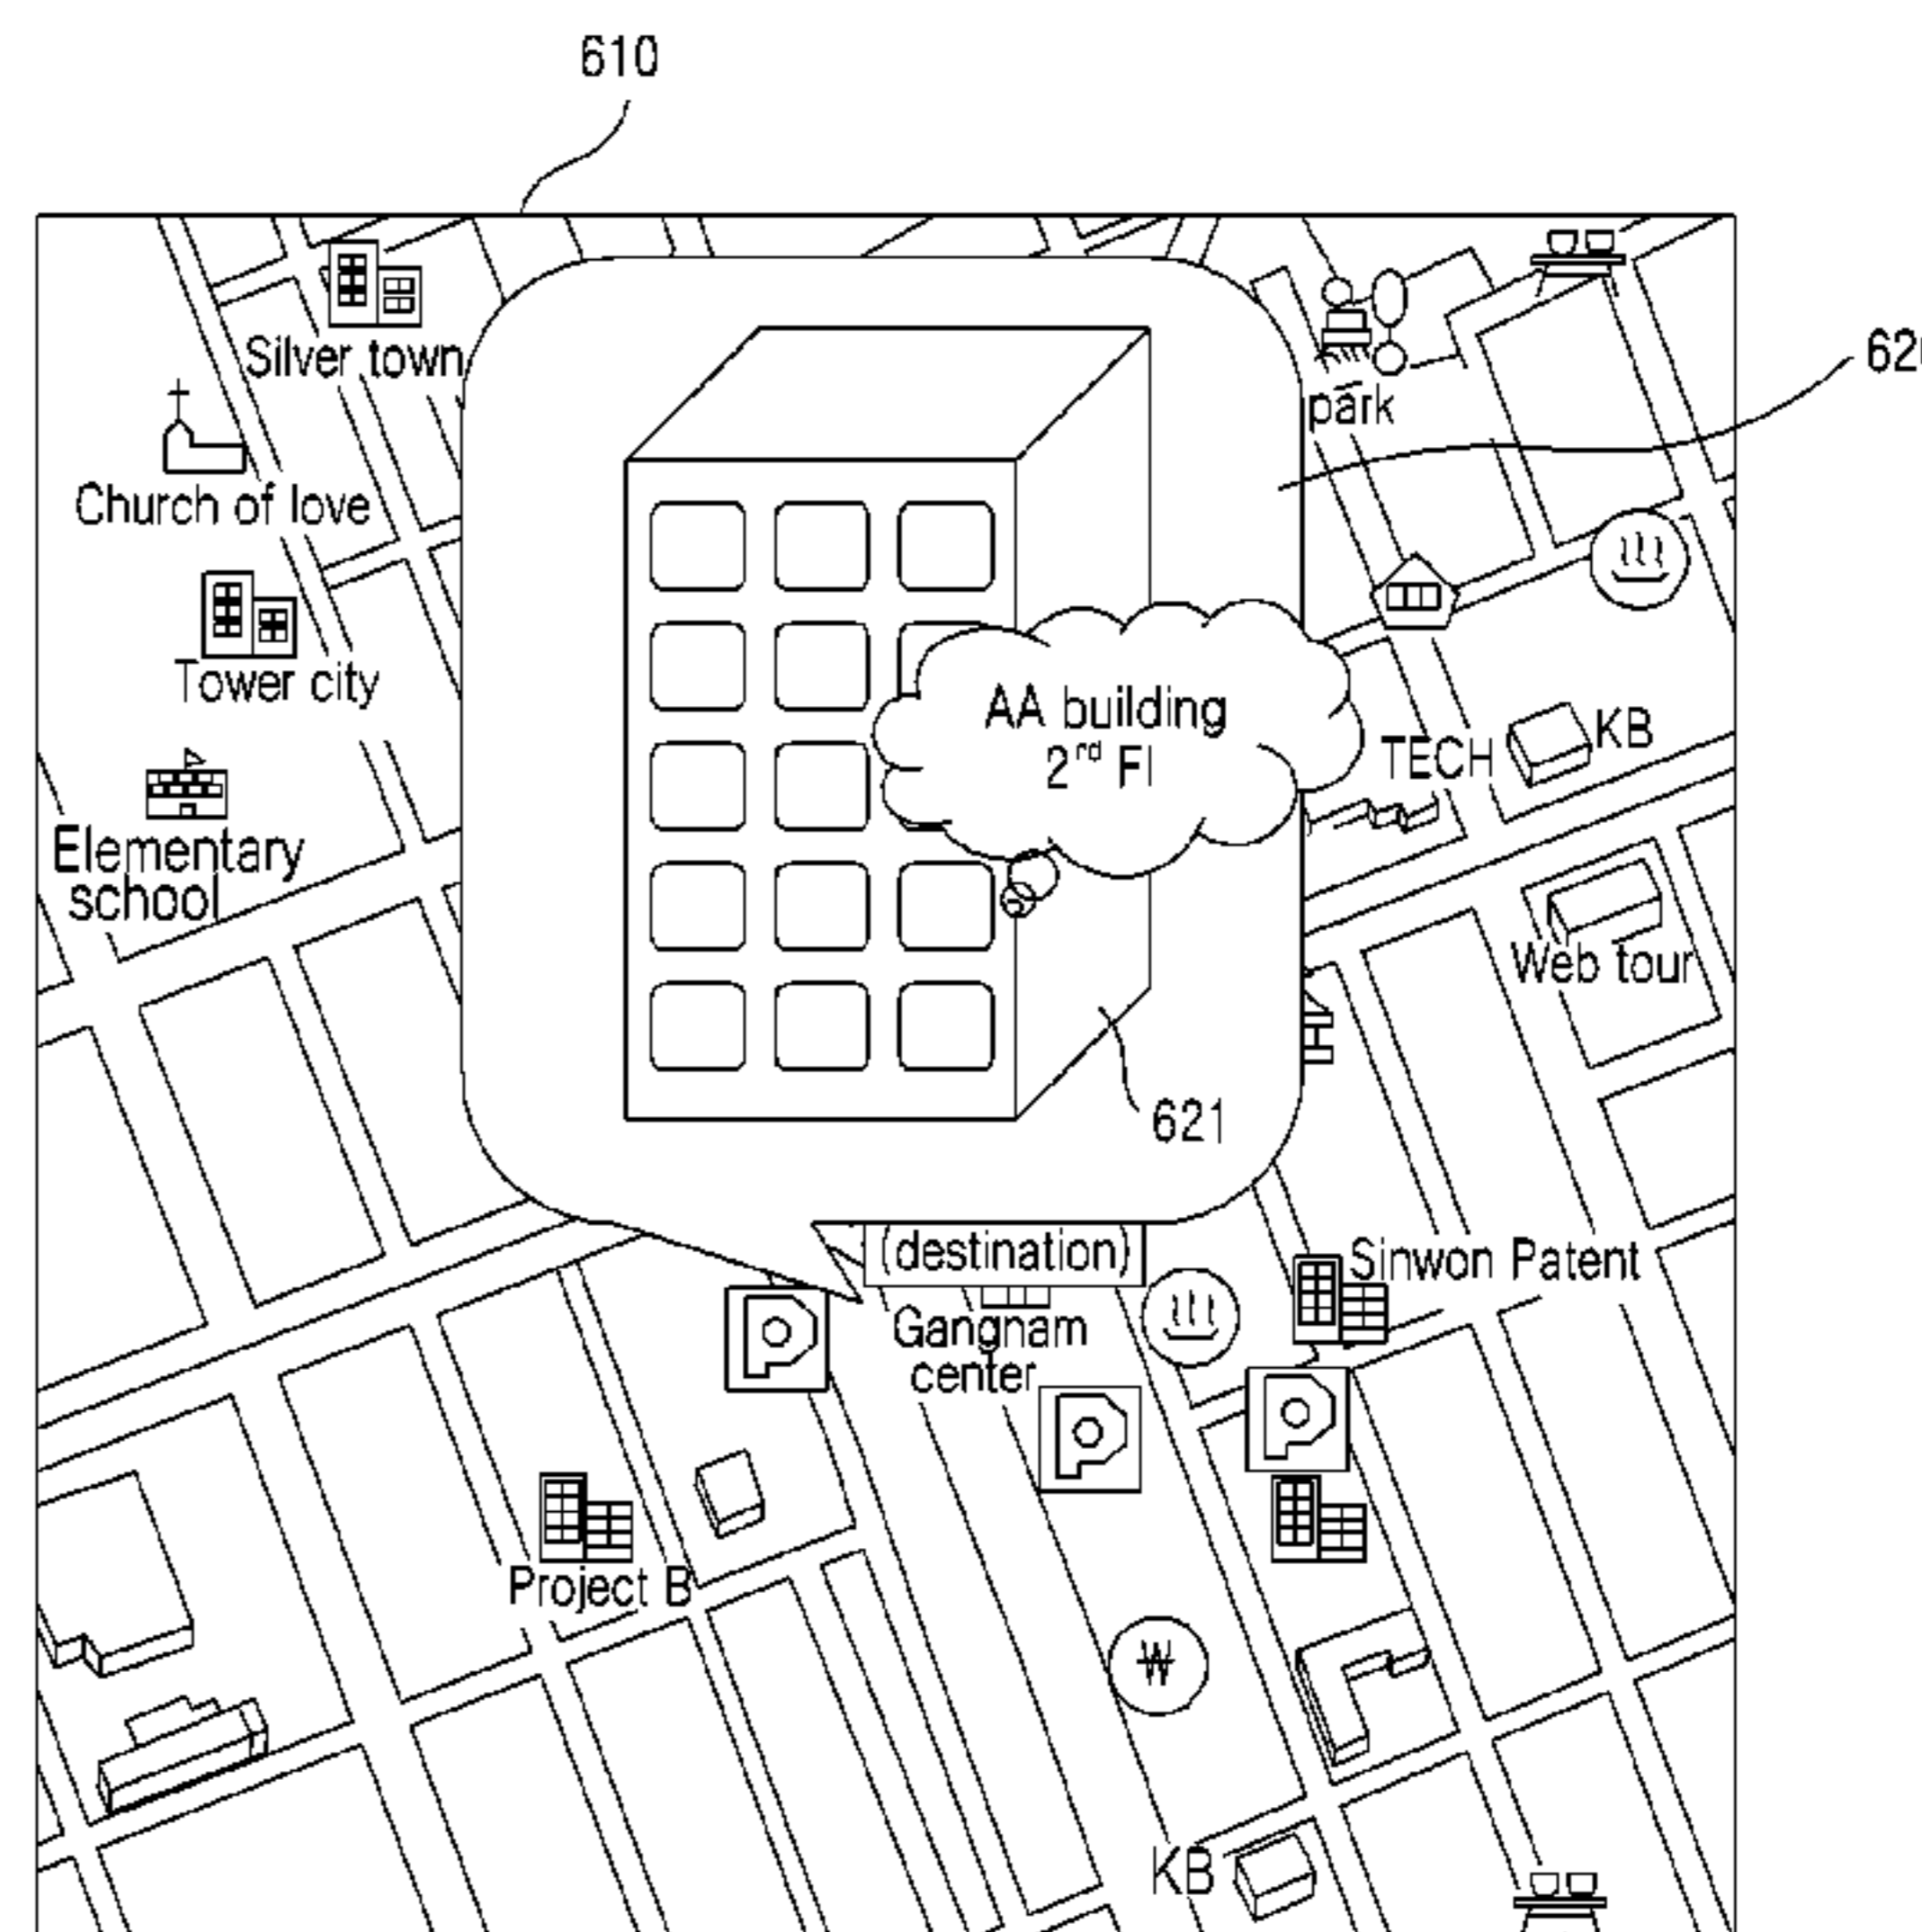 610
Silver town
park
Church of love
Tower city
AA building
2rd Fl
TECH
KB
Elementary
school
Web tour
621
(destination)
Sinwon Patent
Gangnam
center
Project B
₩
KB